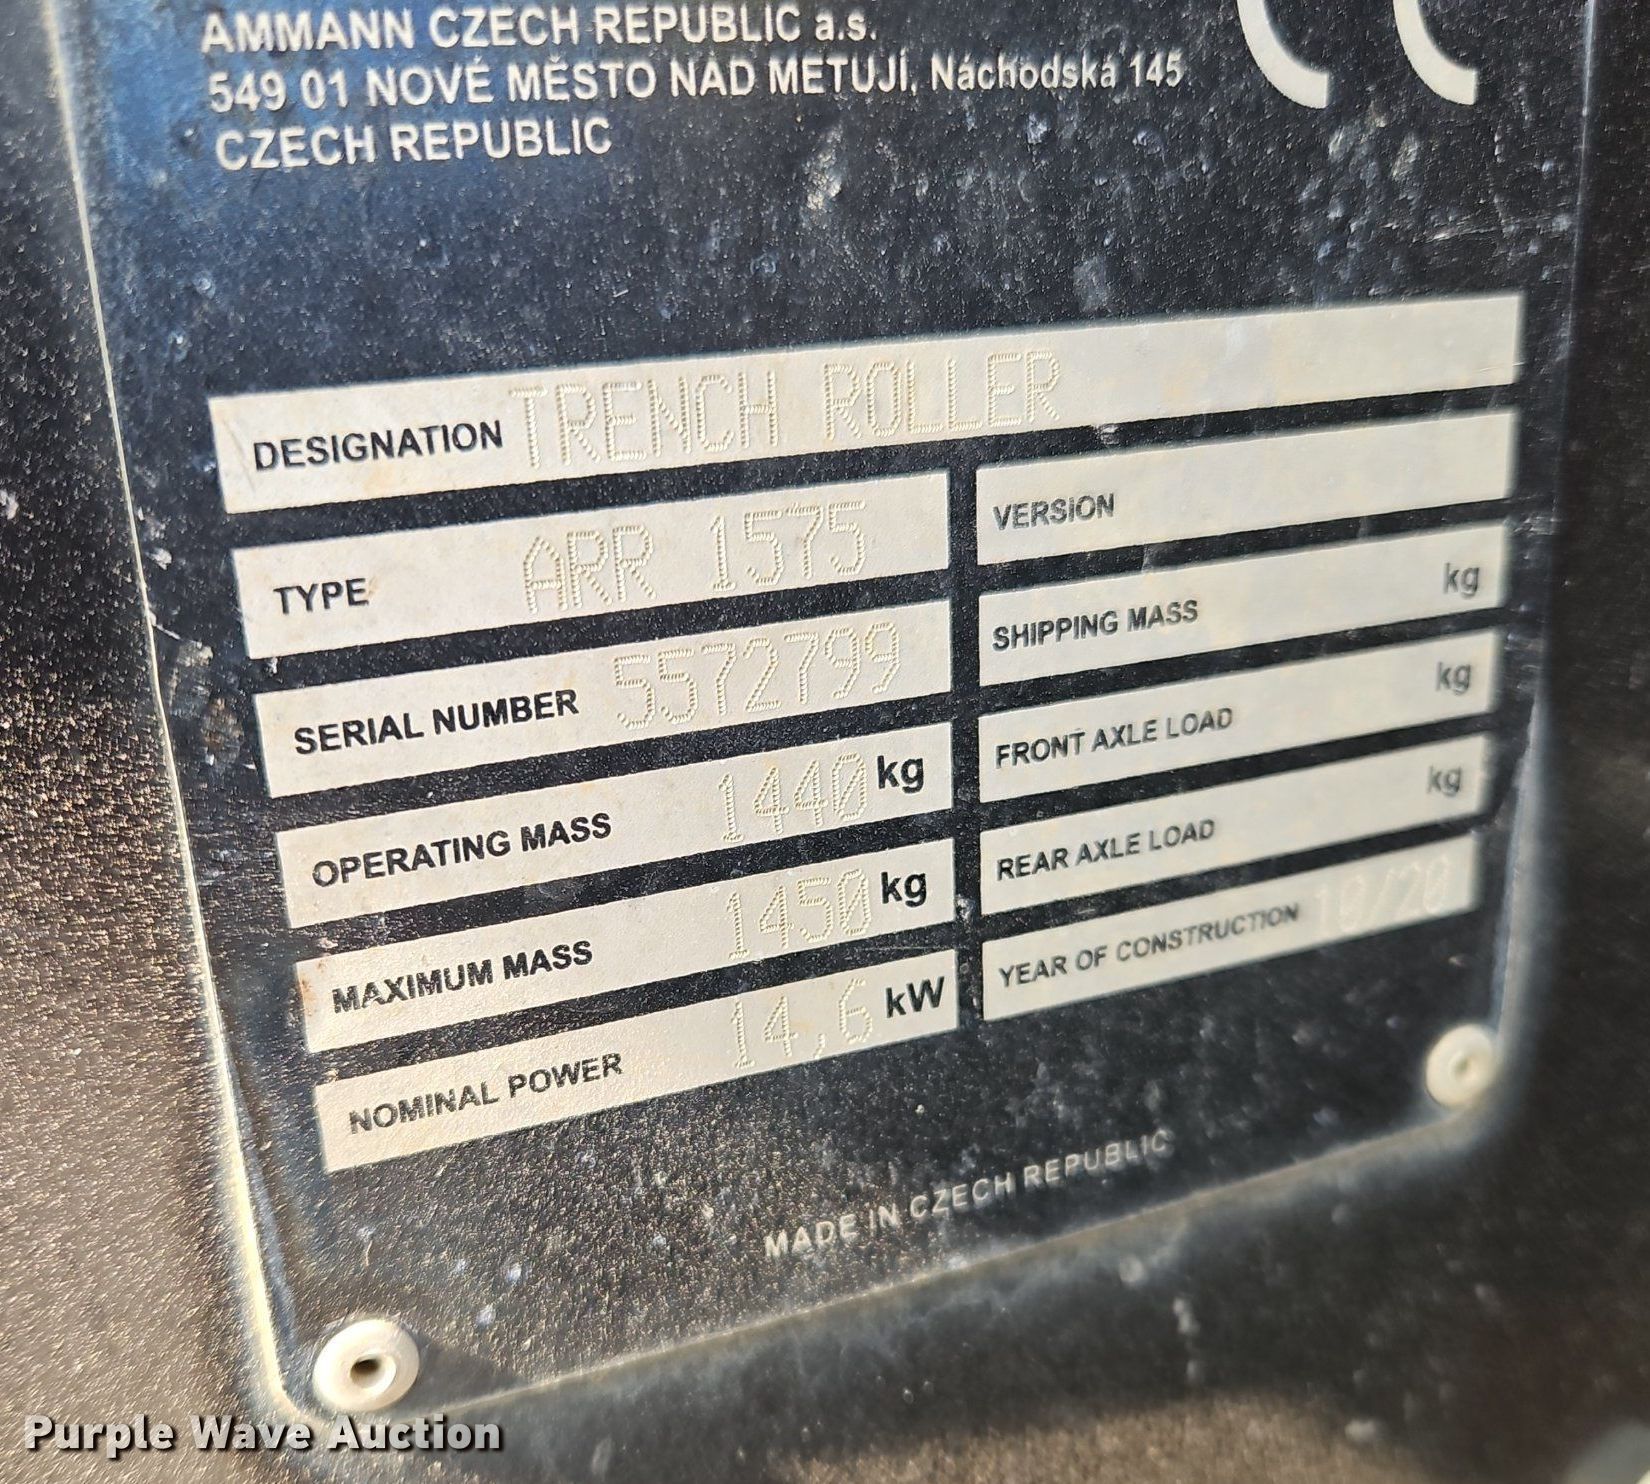 AMMANN CZECH REPUBLIC a.s.
549 01 NOVÉ MĚSTO NAD METUJÍ, Náchodská 145
CZECH REPUBLIC
CE
DESIGNATION TRENCH ROLLER
TYPE ARR 1575
VERSION
SERIAL NUMBER 5572799
SHIPPING MASS kg
OPERATING MASS 1440 kg
FRONT AXLE LOAD kg
MAXIMUM MASS 1450 kg
REAR AXLE LOAD kg
NOMINAL POWER 14,6 kW
YEAR OF CONSTRUCTION 10/20
MADE IN CZECH REPUBLIC
Purple Wave Auction